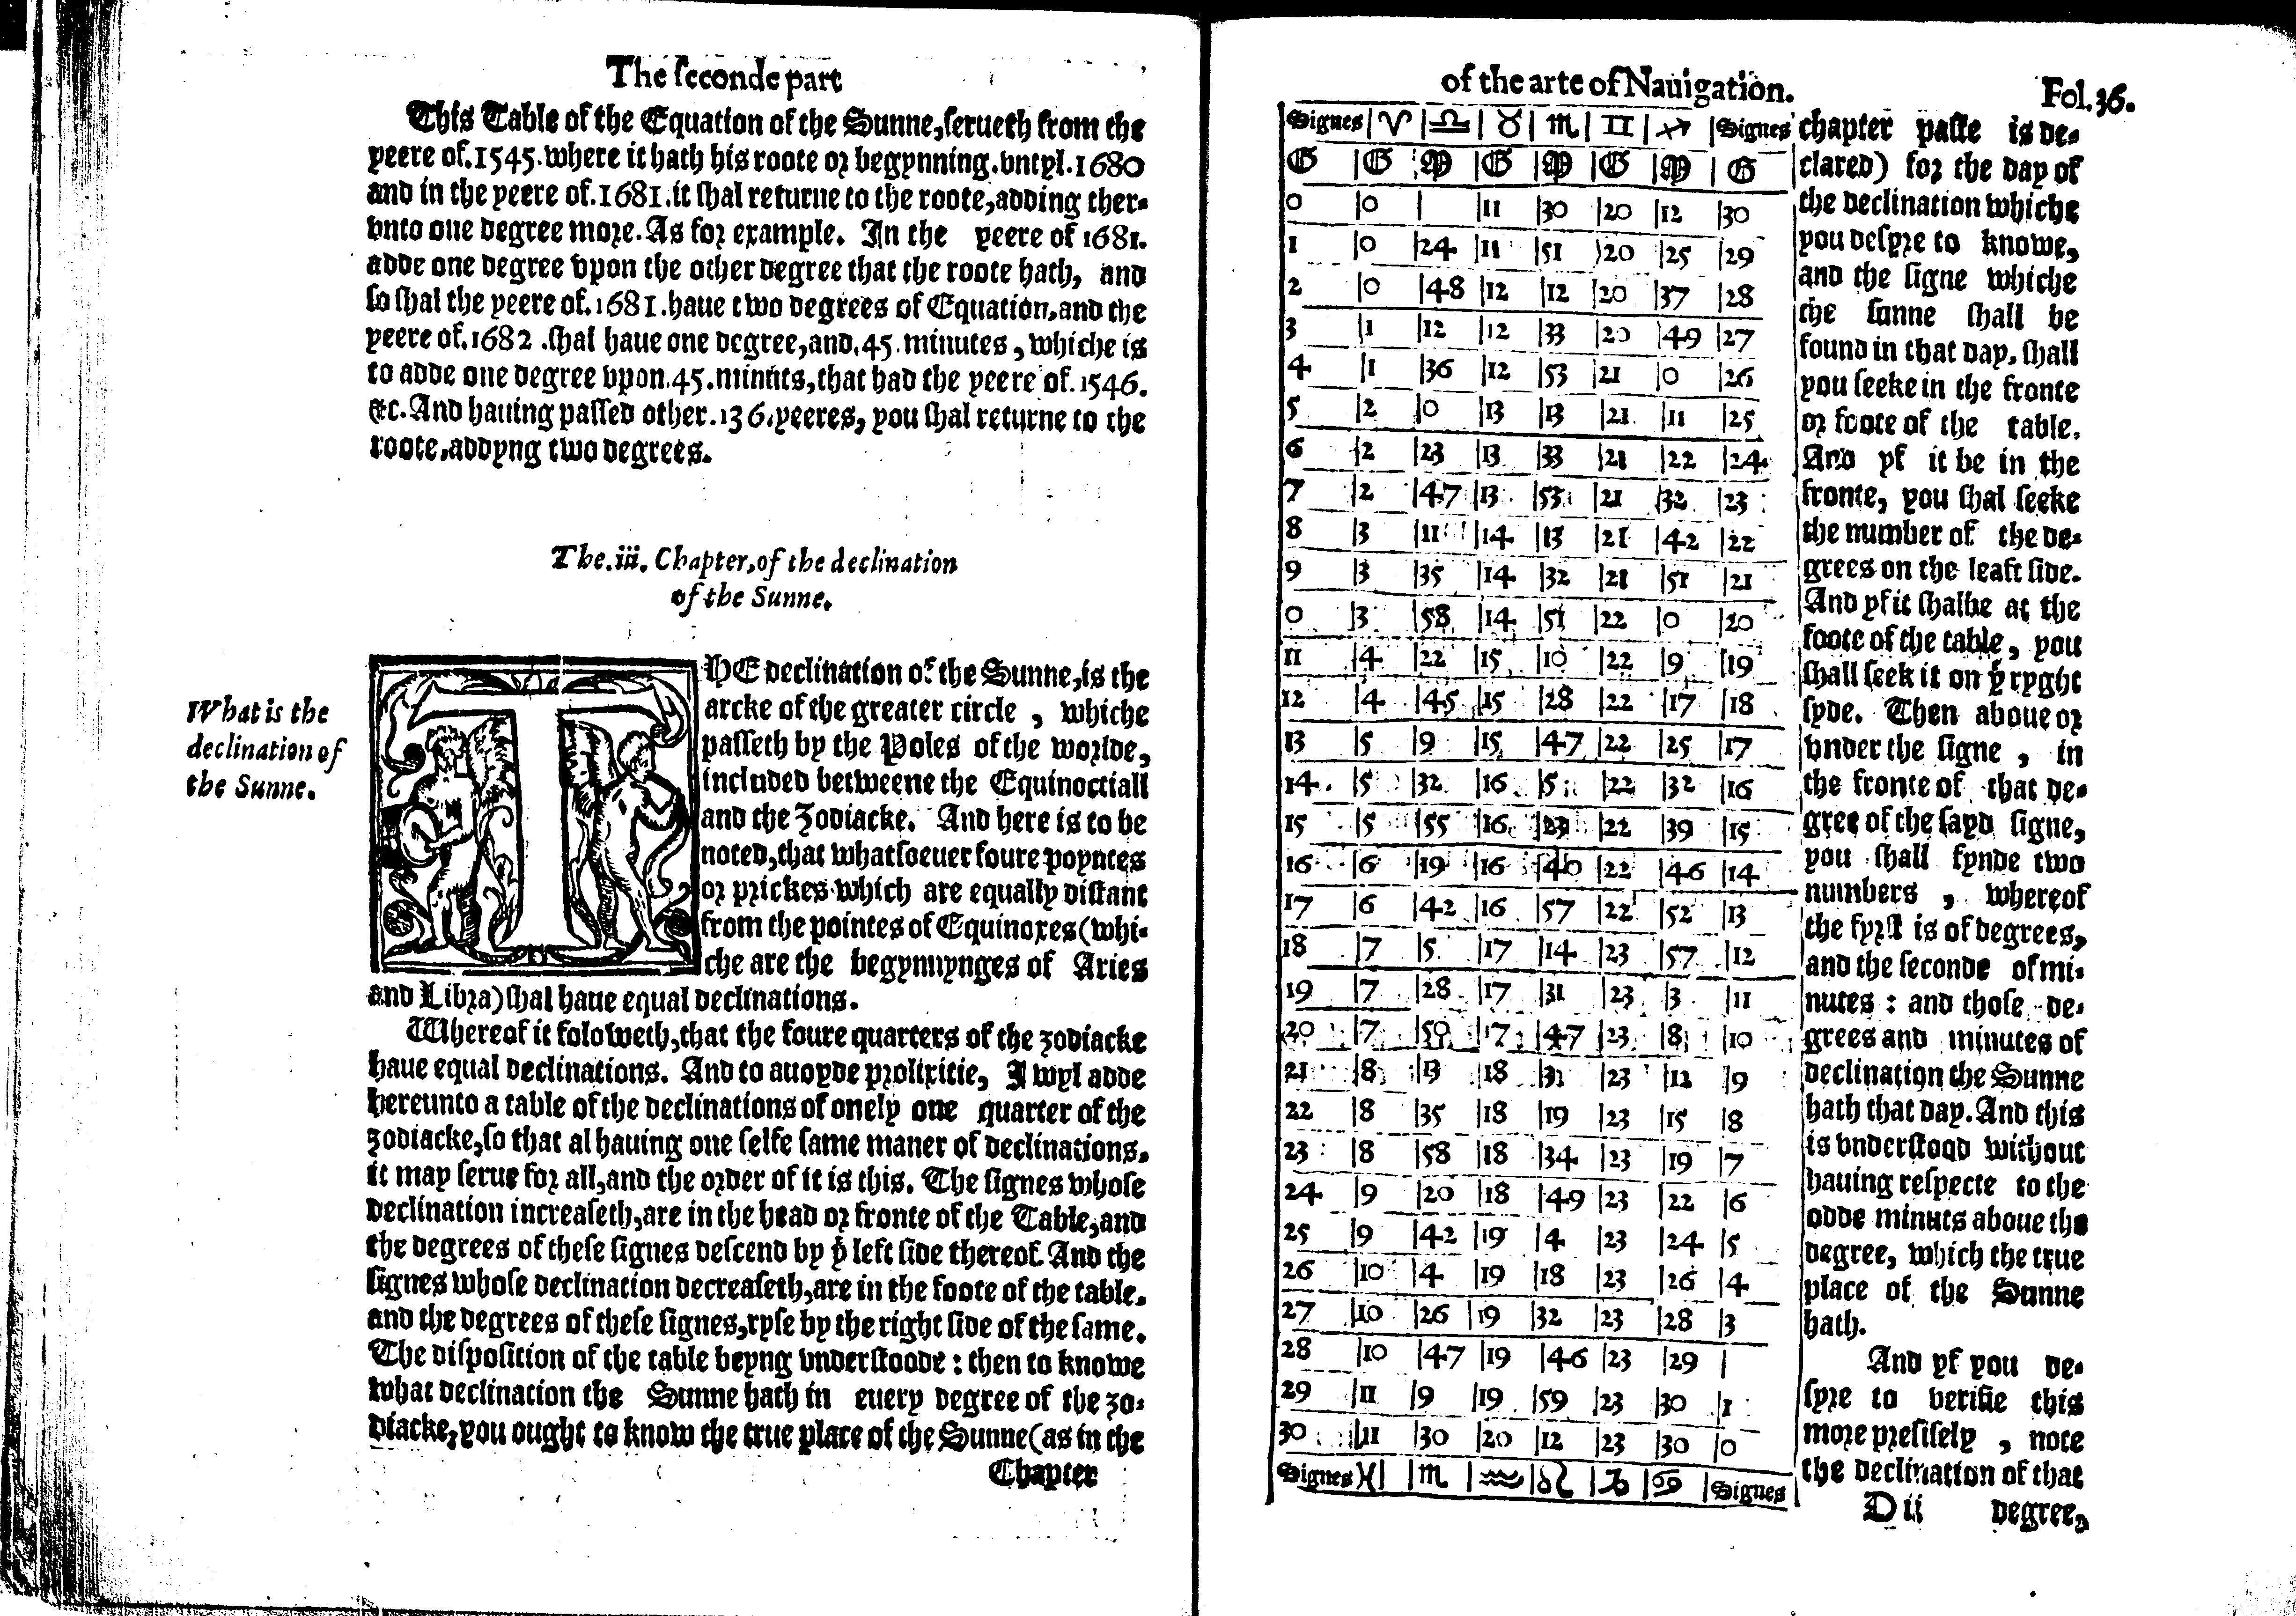 The seconde part
This Table of the Equation of the Sunne, serueth from the
yeere of.1545.where it hath his roote or begynning.vntyl.1680
and in the yeere of.1681.it shal returne to the roote, adding ther-
vnto one degree more. As for example. In the yeere of 1681.
adde one degree vpon the other degree that the roote hath, and
so shal the yeere of.1681.haue two degrees of Equation, and the
yeere of.1682.shal haue one degree, and.45.minutes, whiche is
to adde one degree vpon.45.minuts, that had the yeere of.1546.
&c. And hauing passed other.136.yeeres, you shal returne to the
roote, addyng two degrees.
The.iii. Chapter, of the declination
of the Sunne.
What is the
declination of
the Sunne.
THE declination of the Sunne, is the
arcke of the greater circle, whiche
passeth by the Poles of the worlde,
included betweene the Equinoctiall
and the Zodiacke. And here is to be
noted, that whatsoeuer foure poyntes
or prickes which are equally distant
from the pointes of Equinoxes (whi-
che are the begynnynges of Aries
and Libra) shal haue equal declinations.
Whereof it foloweth, that the foure quarters of the zodiacke
haue equal declinations. And to auoyde prolixitie, I wyl adde
hereunto a table of the declinations of onely one quarter of the
zodiacke, so that al hauing one selfe same maner of declinations.
it may serue for all, and the order of it is this. The signes whose
declination increaseth, are in the head or fronte of the Table, and
the degrees of these signes descend by þͤ left side thereof. And the
signes whose declination decreaseth, are in the foote of the table.
and the degrees of these signes, ryse by the right side of the same.
The disposition of the table beyng vnderstoode: then to knowe
what declination the Sunne hath in euery degree of the zo-
diacke, you ought to know the true place of the Sunne (as in the
Chapter
of the arte of Nauigation. Fol.36.
Signes ♈ ♎ ♉ ♏ ♊ ♐ Signes
G G M G M G M G
0 0 11 30 20 12 30
1 0 24 11 51 20 25 29
2 0 48 12 12 20 37 28
3 1 12 12 33 20 49 27
4 1 36 12 53 21 0 26
5 2 0 13 13 21 11 25
6 2 23 13 33 21 22 24
7 2 47 13 53 21 32 23
8 3 11 14 13 21 42 22
9 3 35 14 32 21 51 21
0 3 58 14 51 22 0 20
11 4 22 15 10 22 9 19
12 4 45 15 28 22 17 18
13 5 9 15 47 22 25 17
14 5 32 16 5 22 32 16
15 5 55 16 23 22 39 15
16 6 19 16 40 22 46 14
17 6 42 16 57 22 52 13
18 7 5 17 14 23 57 12
19 7 28 17 31 23 3 11
20 7 50 17 47 23 8 10
21 8 13 18 23 12 9
22 8 35 18 19 23 15 8
23 8 58 18 34 23 19 7
24 9 20 18 49 23 22 6
25 9 42 19 4 23 24 5
26 10 4 19 18 23 26 4
27 10 26 19 32 23 28 3
28 10 47 19 46 23 29
29 11 9 19 59 23 30 1
30 11 30 20 12 23 30 0
Signes ♓ ♍ ♒ ♌ ♑ ♋ Signes
chapter paste is de-
clared) for the day of
the declination whiche
you desyre to knowe,
and the signe whiche
the sunne shall be
found in that day, shall
you seeke in the fronte
or foote of the table.
And yf it be in the
fronte, you shal seeke
the number of the de-
grees on the leaft side.
And yf it shalbe at the
foote of the table, you
shall seek it on þͤ ryght
syde. Then aboue or
vnder the signe, in
the fronte of that de-
gree of the sayd signe,
you shall fynde two
numbers, whereof
the fyrst is of degrees,
and the seconde of mi-
nutes: and those de-
grees and minutes of
declination the Sunne
hath that day. And this
is vnderstood without
hauing respecte to the
odde minuts aboue the
degree, which the true
place of the Sunne
hath.
And yf you de-
syre to verifie this
more presisely, note
the declination of that
D ii degree,